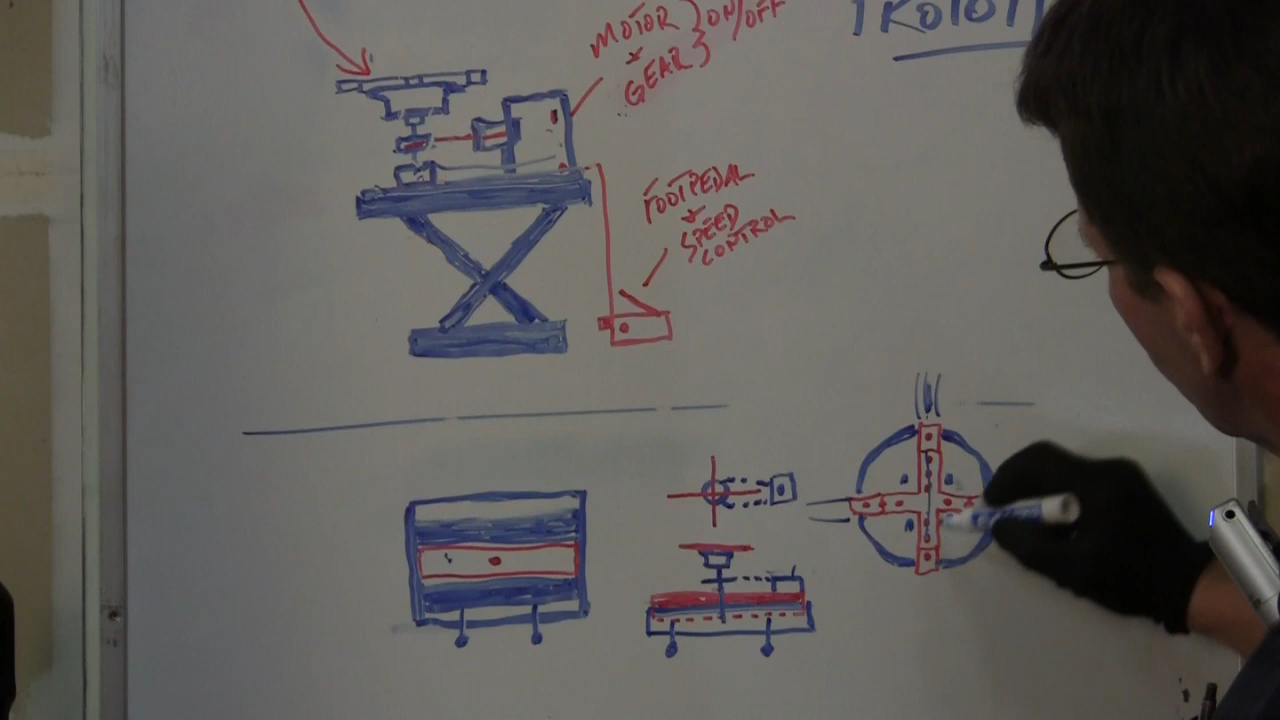 MOTOR } ON/OFF
+
GEAR
FOOTPEDAL
+
SPEED
CONTROL